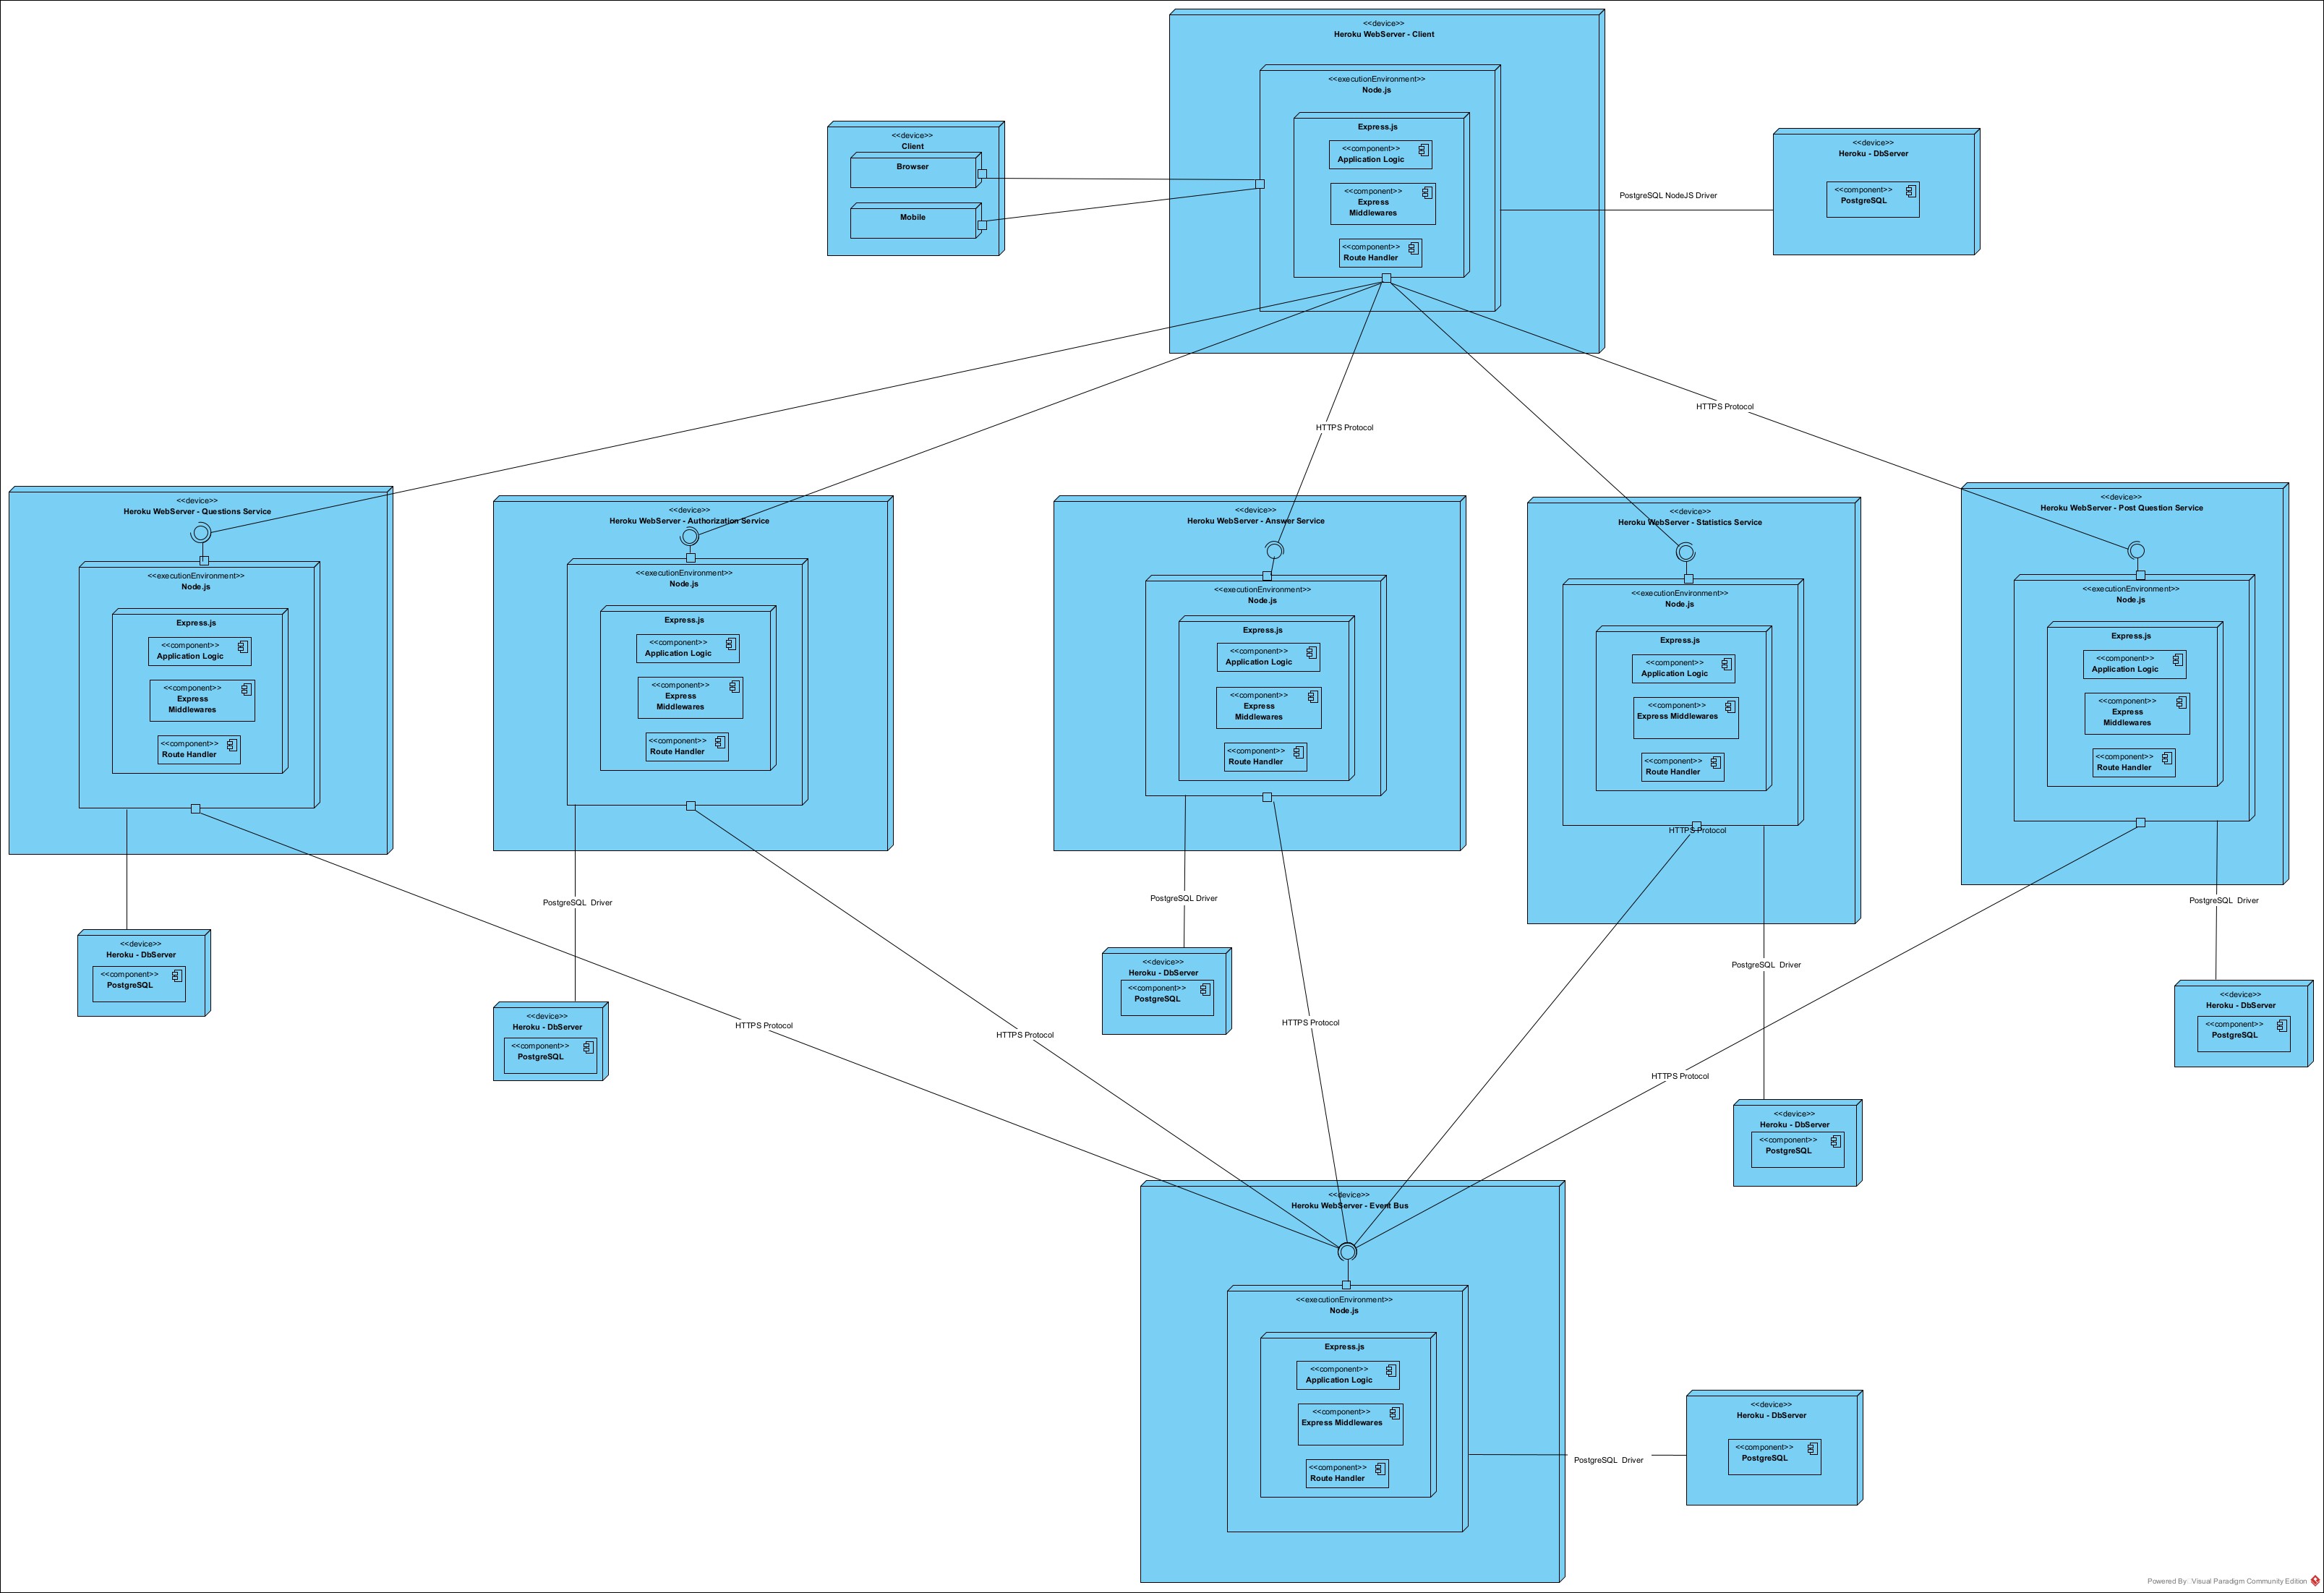 <<device>>
Heroku WebServer - Client
<<executionEnvironment>>
Node.js
Express.js
<<component>>
Application Logic
<<component>>
Express
Middlewares
<<component>>
Route Handler
<<device>>
Client
Browser
Mobile
PostgreSQL NodeJS Driver
<<device>>
Heroku - DbServer
<<component>>
PostgreSQL
HTTPS Protocol
HTTPS Protocol
<<device>>
Heroku WebServer - Questions Service
<<executionEnvironment>>
Node.js
Express.js
<<component>>
Application Logic
<<component>>
Express
Middlewares
<<component>>
Route Handler
<<device>>
Heroku WebServer - Authorization Service
<<executionEnvironment>>
Node.js
Express.js
<<component>>
Application Logic
<<component>>
Express
Middlewares
<<component>>
Route Handler
<<device>>
Heroku WebServer - Answer Service
<<executionEnvironment>>
Node.js
Express.js
<<component>>
Application Logic
<<component>>
Express
Middlewares
<<component>>
Route Handler
<<device>>
Heroku WebServer - Statistics Service
<<executionEnvironment>>
Node.js
Express.js
<<component>>
Application Logic
<<component>>
Express Middlewares
<<component>>
Route Handler
HTTPS Protocol
<<device>>
Heroku WebServer - Post Question Service
<<executionEnvironment>>
Node.js
Express.js
<<component>>
Application Logic
<<component>>
Express
Middlewares
<<component>>
Route Handler
<<device>>
Heroku - DbServer
<<component>>
PostgreSQL
PostgreSQL Driver
<<device>>
Heroku - DbServer
<<component>>
PostgreSQL
PostgreSQL Driver
<<device>>
Heroku - DbServer
<<component>>
PostgreSQL
PostgreSQL Driver
<<device>>
Heroku - DbServer
<<component>>
PostgreSQL
PostgreSQL Driver
<<device>>
Heroku - DbServer
<<component>>
PostgreSQL
HTTPS Protocol
HTTPS Protocol
HTTPS Protocol
HTTPS Protocol
<<device>>
Heroku WebServer - Event Bus
<<executionEnvironment>>
Node.js
Express.js
<<component>>
Application Logic
<<component>>
Express Middlewares
<<component>>
Route Handler
PostgreSQL Driver
<<device>>
Heroku - DbServer
<<component>>
PostgreSQL
Powered By: Visual Paradigm Community Edition